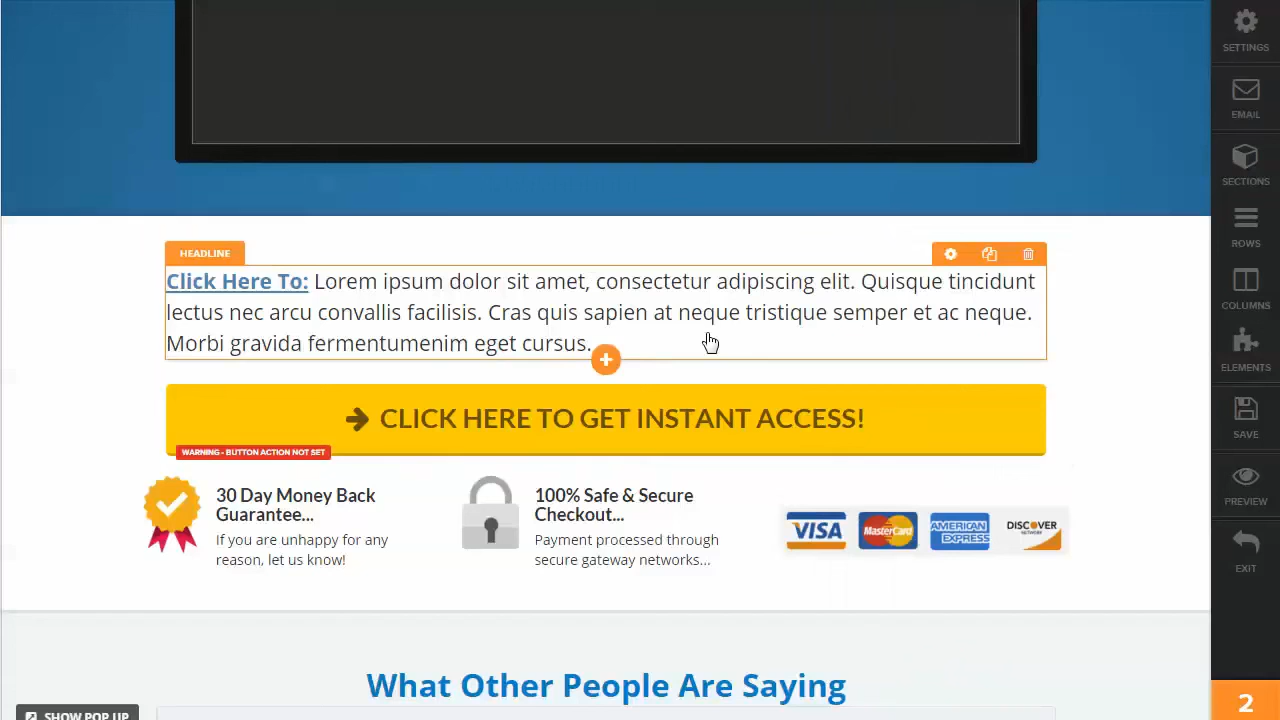 SETTINGS
EMAIL
SECTIONS
ROWS
COLUMNS
ELEMENTS
SAVE
PREVIEW
EXIT
2
HEADLINE
Click Here To: Lorem ipsum dolor sit amet, consectetur adipiscing elit. Quisque tincidunt
lectus nec arcu convallis facilisis. Cras quis sapien at neque tristique semper et ac neque.
Morbi gravida fermentumenim eget cursus.
CLICK HERE TO GET INSTANT ACCESS!
WARNING - BUTTON ACTION NOT SET
30 Day Money Back
Guarantee...
If you are unhappy for any
reason, let us know!
100% Safe & Secure
Checkout...
Payment processed through
secure gateway networks...
VISA
MasterCard
AMERICAN
EXPRESS
DISCOVER
What Other People Are Saying
SHOW POP UP